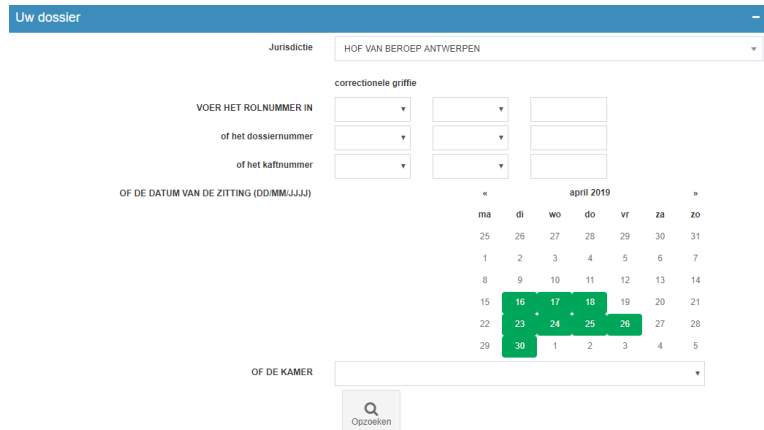 Uw dossier –
Jurisdictie HOF VAN BEROEP ANTWERPEN
correctionele griffie
VOER HET ROLNUMMER IN
of het dossiernummer
of het kaftnummer
OF DE DATUM VAN DE ZITTING (DD/MM/JJJJ) « april 2019 »
ma di wo do vr za zo
25 26 27 28 29 30 31
1 2 3 4 5 6 7
8 9 10 11 12 13 14
15 16 17 18 19 20 21
22 23 24 25 26 27 28
29 30 1 2 3 4 5
OF DE KAMER
Opzoeken